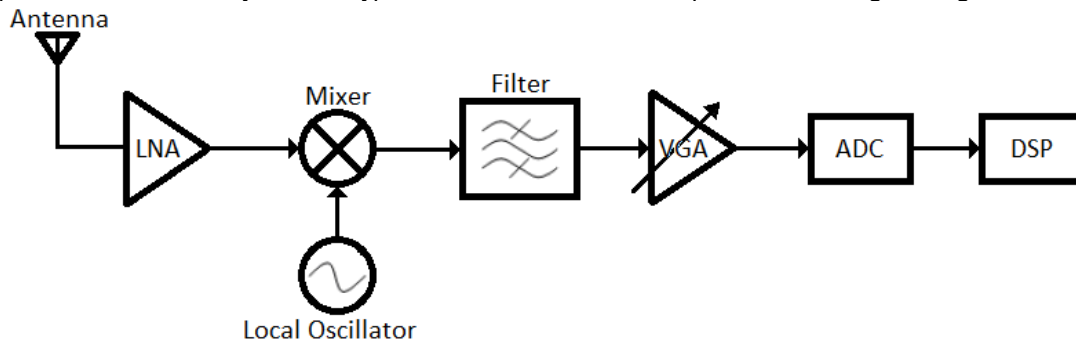 Antenna
LNA
Mixer
Local Oscillator
Filter
VGA
ADC
DSP